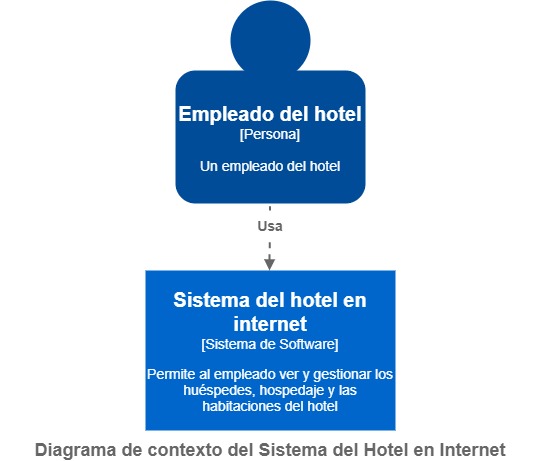 Empleado del hotel
[Persona]
Un empleado del hotel
Usa
Sistema del hotel en
internet
[Sistema de Software]
Permite al empleado ver y gestionar los
huéspedes, hospedaje y las
habitaciones del hotel
Diagrama de contexto del Sistema del Hotel en Internet